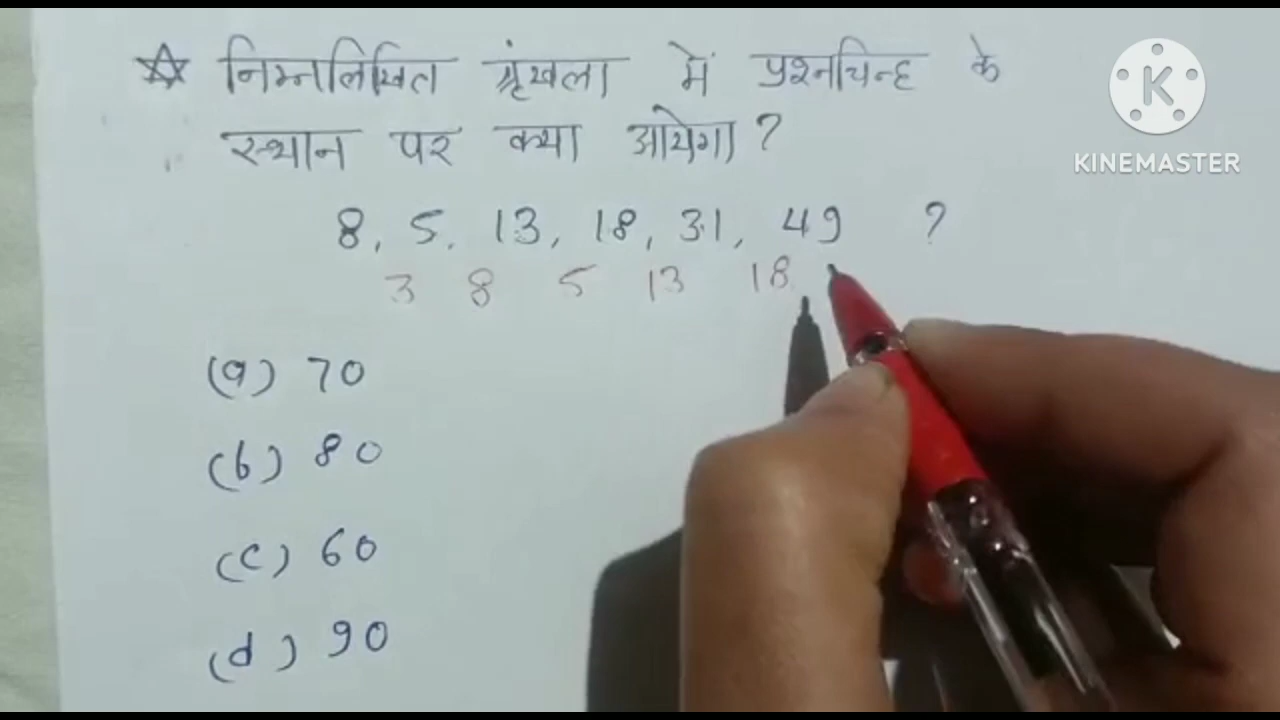 ☆ निम्नलिखित श्रृंखला में प्रश्नचिन्ह के
स्थान पर क्या आयेगा ?
8, 5, 13, 18, 31, 49 ?
3 8 5 13 18
(a) 70
(b) 80
(c) 60
(d) 90
K
KINEMASTER